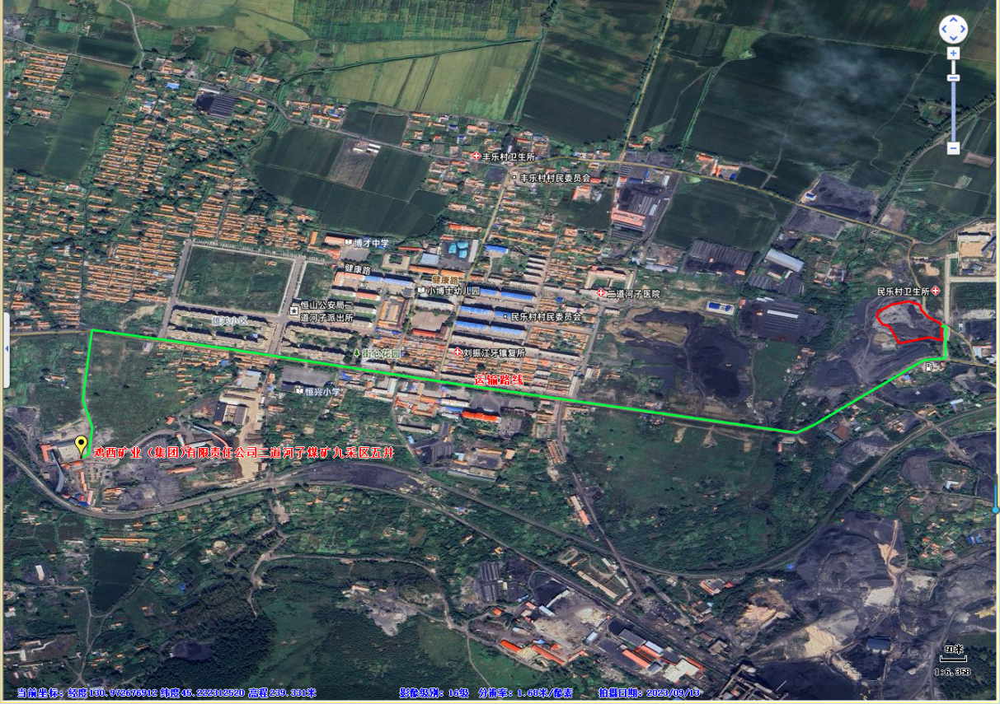 丰乐村卫生所
丰乐村村民委员会
博才中学
健康路
健康路
小博士幼儿园
二道河子医院
民乐村卫生所
恒山公安局二
道河子派出所
民乐村村民委员会
街心花园
刘振江牙镶复所
运输路线
恒兴小学
鸡西矿业（集团)有限责任公司二道河子煤矿九采区五井
90米
1:6,358
当前坐标: 经度130.972676912 纬度45.222312520 高程239.331米
影像级别: 16级 分辨率: 1.68米/像素
拍摄日期: 2023/09/13